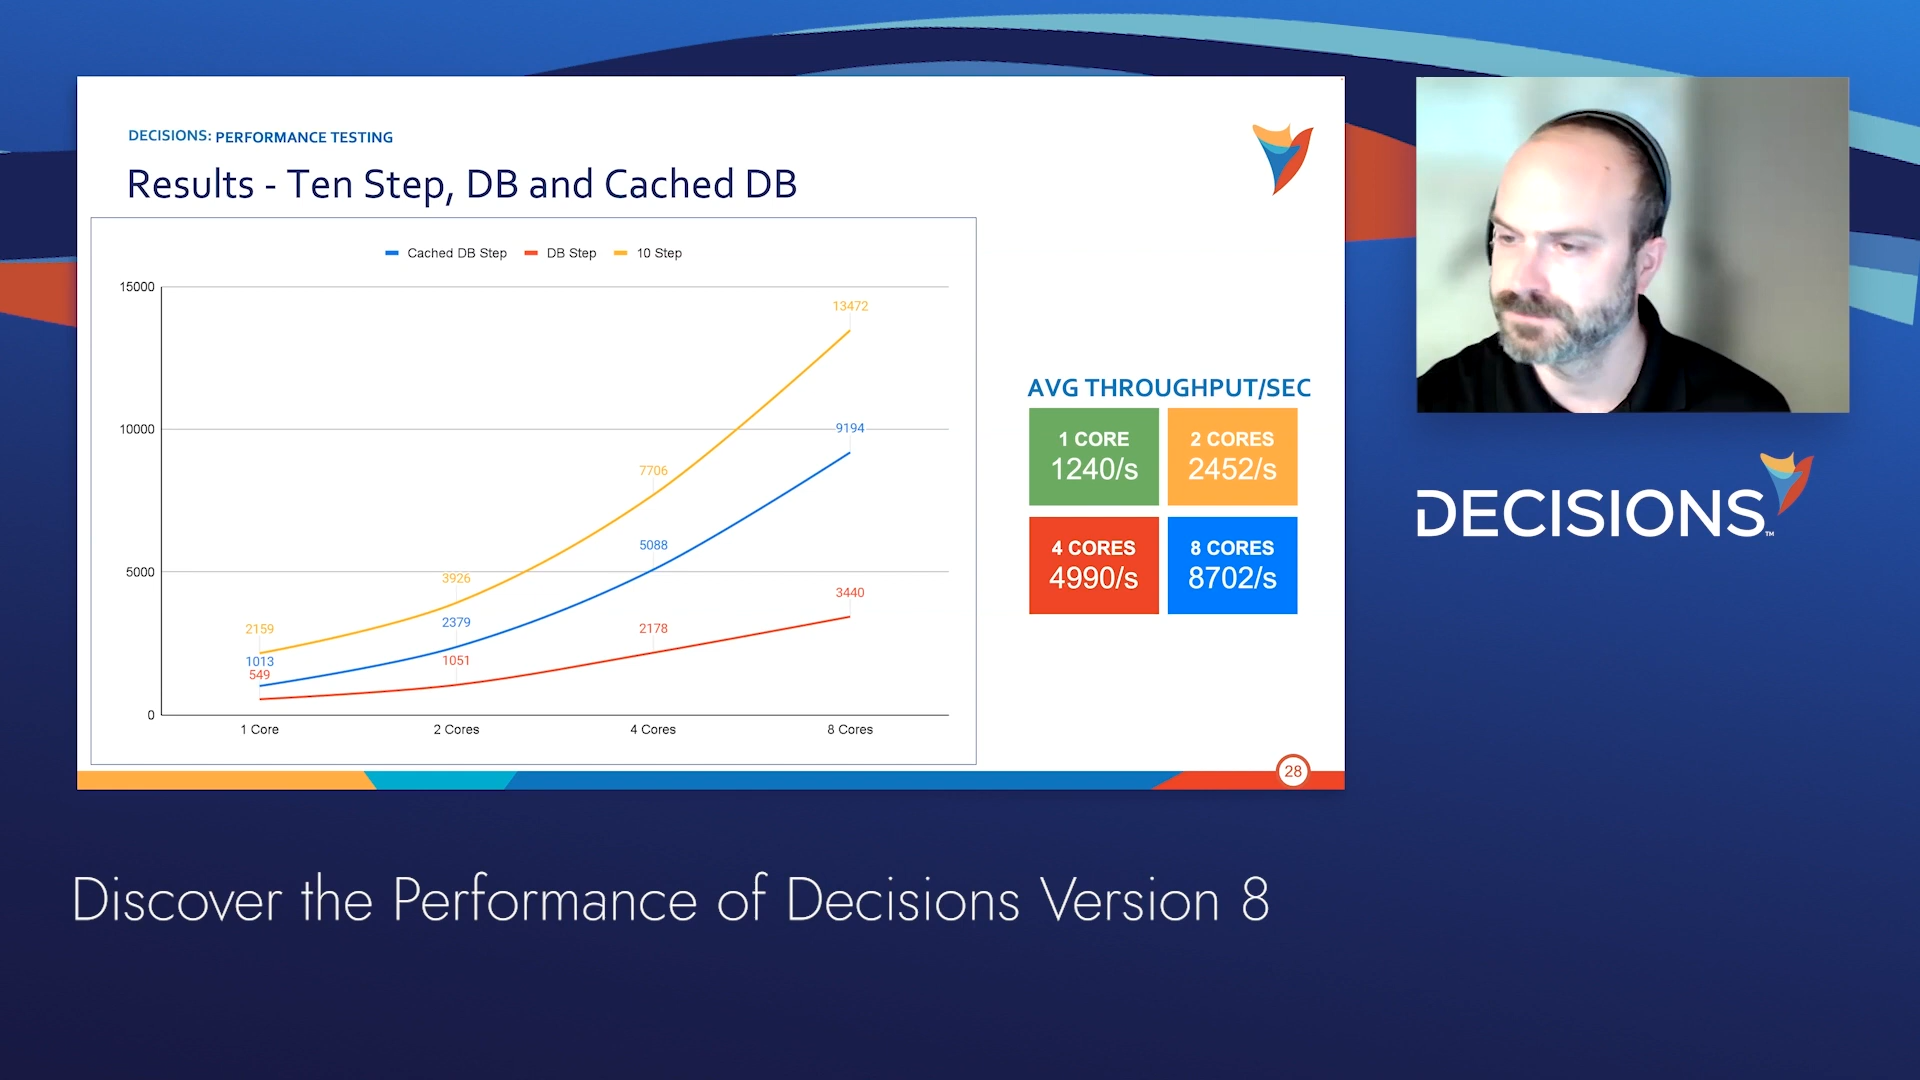 DECISIONS: PERFORMANCE TESTING
Results - Ten Step, DB and Cached DB
Cached DB Step DB Step 10 Step
15000
10000
5000
0
13472
9194
7706
5088
3926
3440
2379
2178
2159
1051
1013
549
1 Core 2 Cores 4 Cores 8 Cores
AVG THROUGHPUT/SEC
1 CORE
1240/s
2 CORES
2452/s
4 CORES
4990/s
8 CORES
8702/s
28
DECISIONS™
Discover the Performance of Decisions Version 8